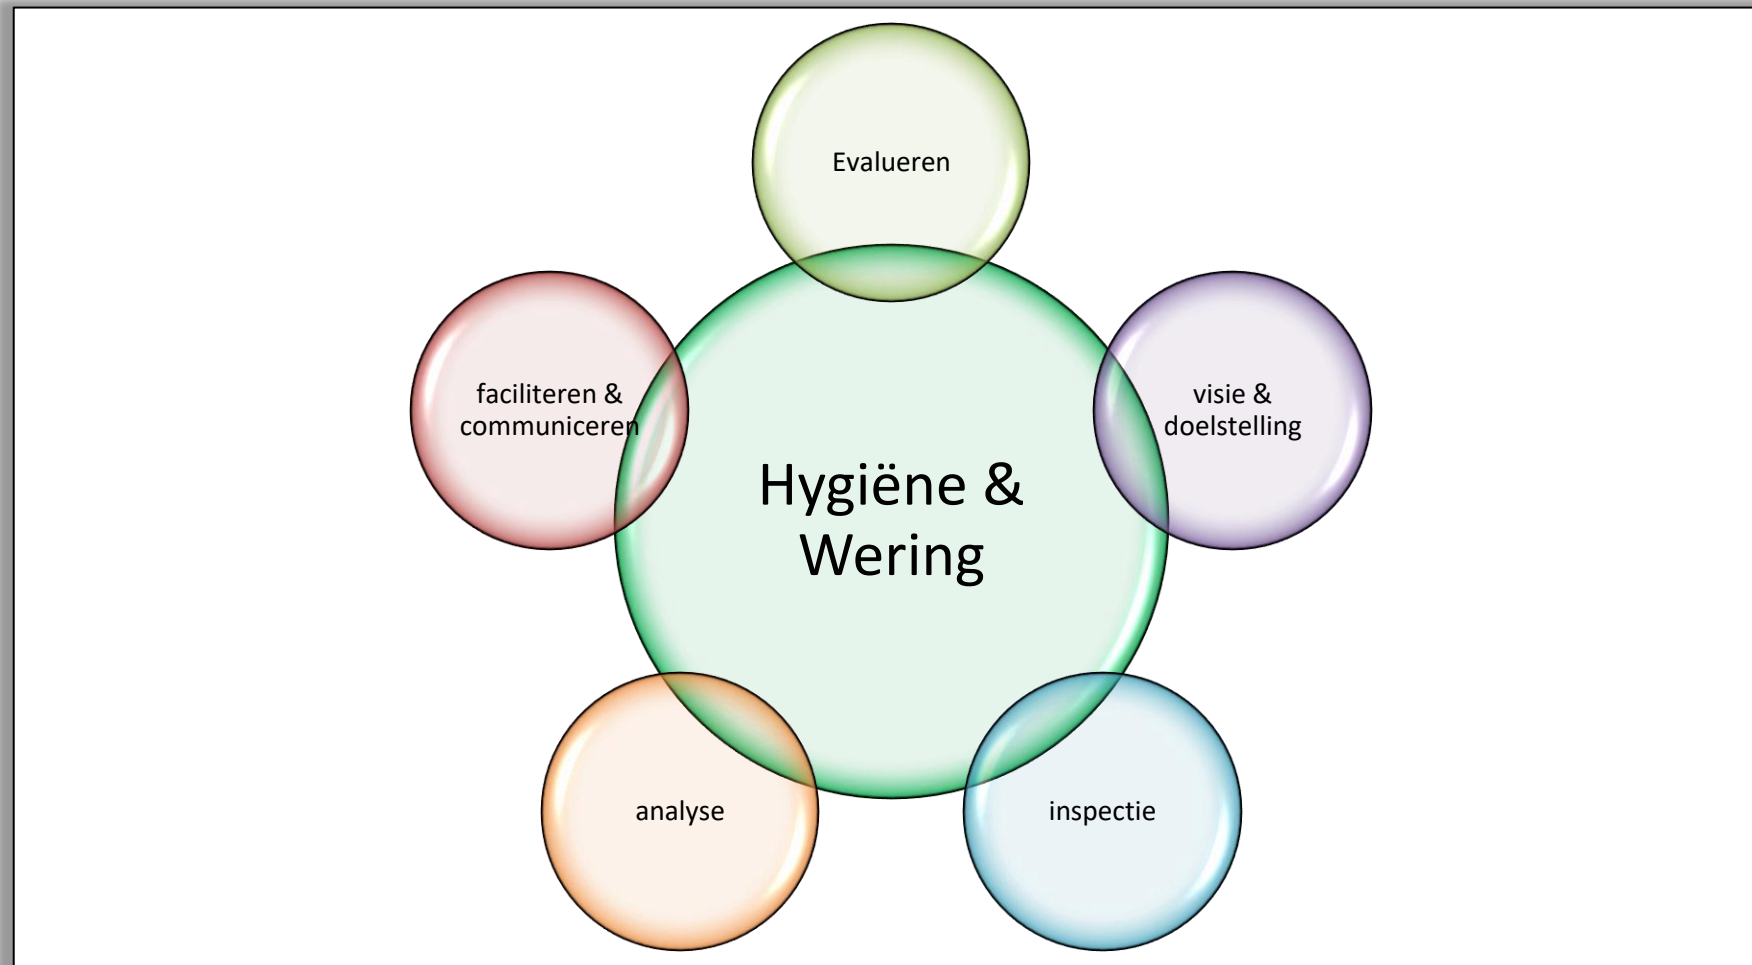 Evalueren
faciliteren &
communiceren
visie &
doelstelling
Hygiëne &
Wering
analyse
inspectie